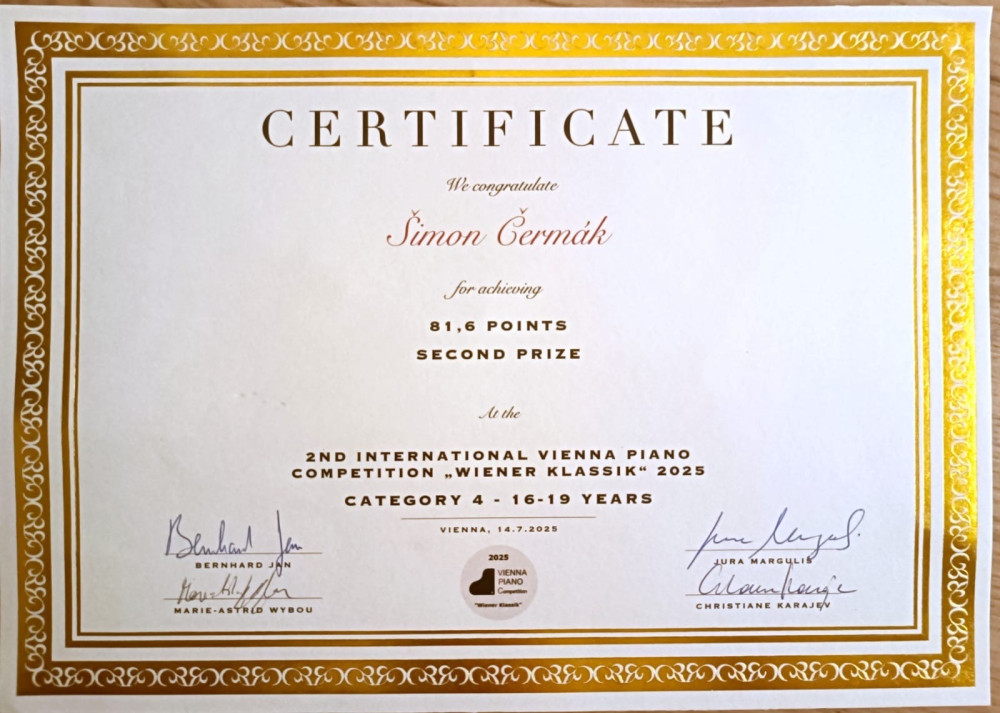 CERTIFICATE
We congratulate
Šimon Čermák
for achieving
81,6 POINTS
SECOND PRIZE
At the
2ND INTERNATIONAL VIENNA PIANO
COMPETITION „WIENER KLASSIK“ 2025
CATEGORY 4 - 16-19 YEARS
VIENNA, 14.7.2025
Bernhard Jan
BERNHARD JAN
MARIE-ASTRID WYBOU
2025
VIENNA
PIANO
Competition
"Wiener Klassik"
JURA MARGULIS
CHRISTIANE KARAJEV